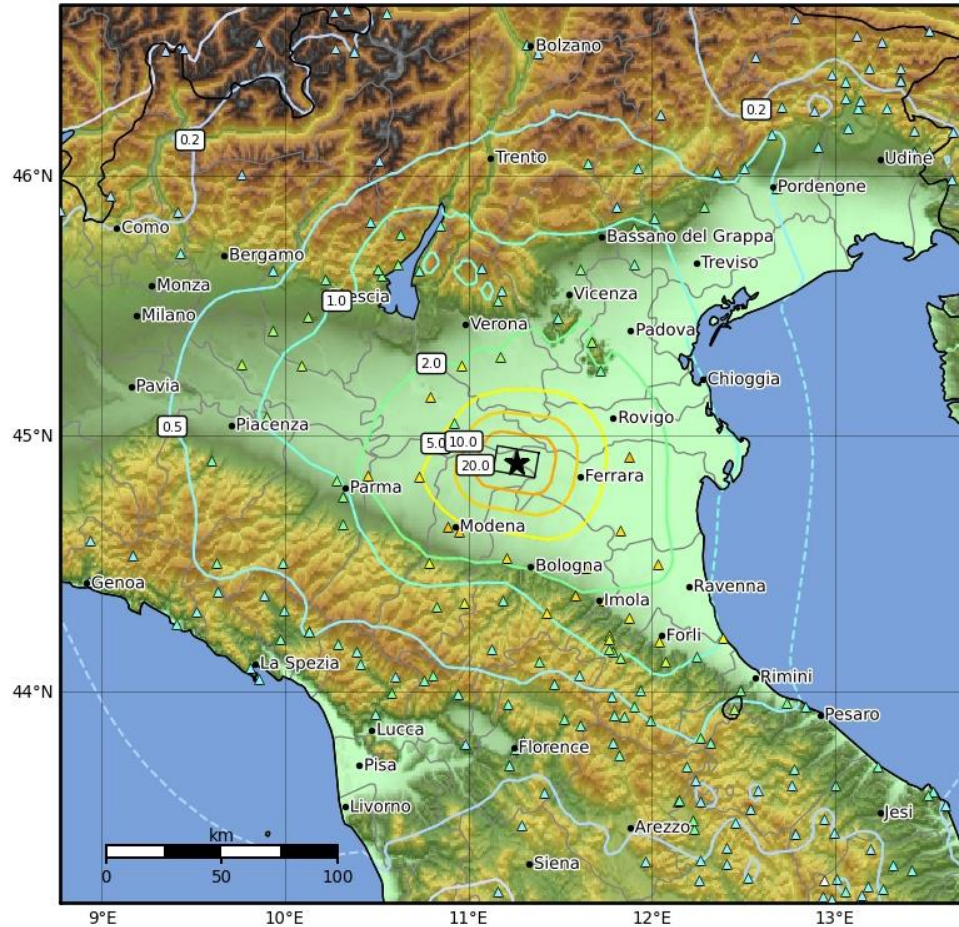 Bolzano
0.2
0.2
Trento
Udine
46°N
Pordenone
Como
Bassano del Grappa
Bergamo
Treviso
Monza
1.0
escia
Vicenza
Milano
Verona
Padova
2.0
Pavia
Chioggia
0.5
Piacenza
Rovigo
45°N
5.0
10.0
20.0
Ferrara
Parma
Modena
Bologna
Genoa
Ravenna
Imola
Forli
La Spezia
44°N
Rimini
Pesaro
Lucca
Florence
Pisa
Livorno
Jesi
km
Arezzo
0
50
100
Siena
9°E
10°E
11°E
12°E
13°E